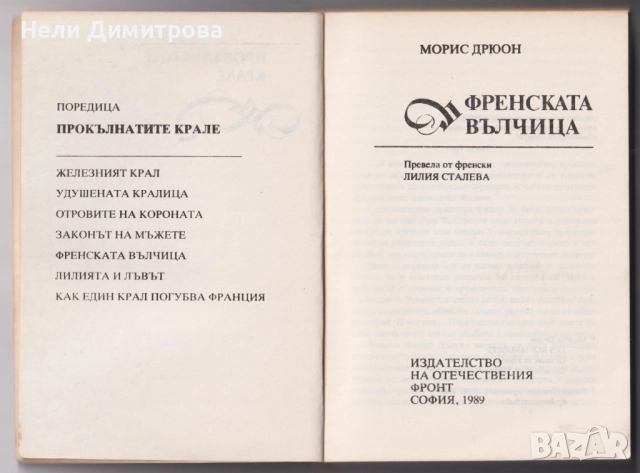 Нели Димитрова
ПОРЕДИЦА
ПРОКЪЛНАТИТЕ КРАЛЕ
ЖЕЛЕЗНИЯТ КРАЛ
УДУШЕНАТА КРАЛИЦА
ОТРОВИТЕ НА КОРОНАТА
ЗАКОНЪТ НА МЪЖЕТЕ
ФРЕНСКАТА ВЪЛЧИЦА
ЛИЛИЯТА И ЛЪВЪТ
КАК ЕДИН КРАЛ ПОГУБВА ФРАНЦИЯ
МОРИС ДРЮОН
ФРЕНСКАТА
ВЪЛЧИЦА
Превела от френски
ЛИЛИЯ СТАЛЕВА
ИЗДАТЕЛСТВО
НА ОТЕЧЕСТВЕНИЯ
ФРОНТ
СОФИЯ, 1989
BAZAR